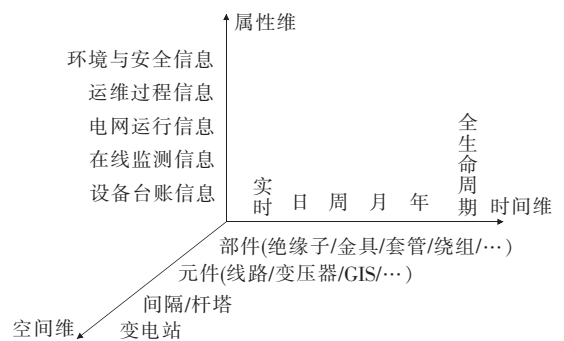 属性维
环境与安全信息
运维过程信息
电网运行信息
在线监测信息
设备台账信息
实时 日 周 月 年 全生命周期 时间维
部件(绝缘子/金具/套管/绕组/…)
元件(线路/变压器/GIS/…)
间隔/杆塔
空间维 变电站